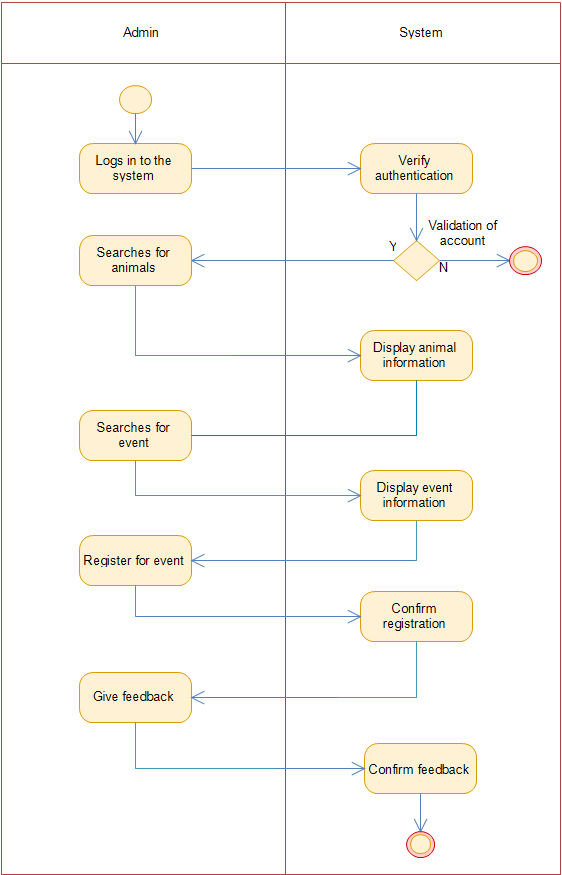 Admin
System
Logs in to the
system
Verify
authentication
Validation of
account
Y
N
Searches for
animals
Display animal
information
Searches for
event
Display event
information
Register for event
Confirm
registration
Give feedback
Confirm feedback